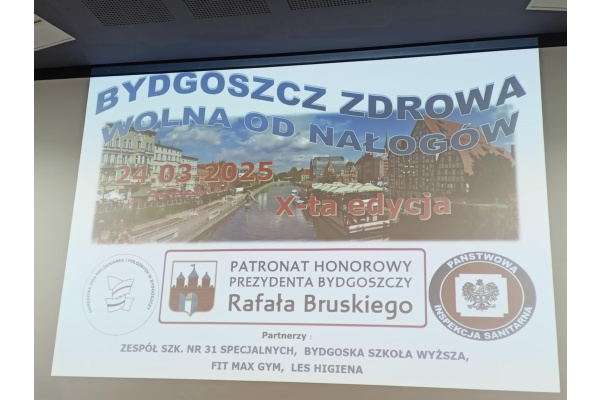 BYDGOSZCZ ZDROWA
WOLNA OD NAŁOGÓW
24.03.2025
X-ta edycja
PATRONAT HONOROWY
PREZYDENTA BYDGOSZCZY
Rafała Bruskiego
PAŃSTWOWA
INSPEKCJA SANITARNA
Partnerzy :
ZESPÓŁ SZK. NR 31 SPECJALNYCH, BYDGOSKA SZKOŁA WYŻSZA,
FIT MAX GYM, LES HIGIENA